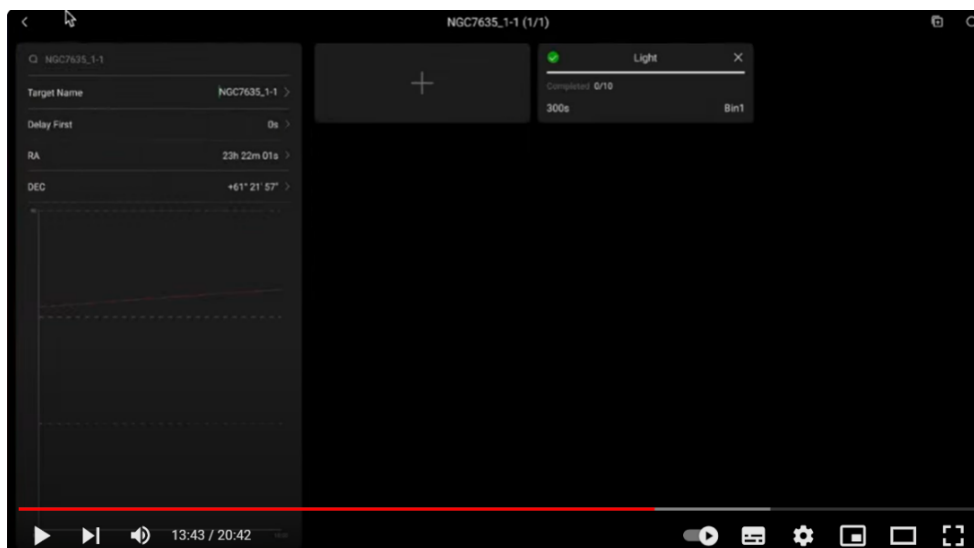 NGC7635_1-1 (1/1)
NGC7635_1-1
Target Name NGC7635_1-1
Delay First 0s
RA 23h 22m 01s
DEC +61° 21' 57"
Light
Completed 0/10
300s Bin1
13:43 / 20:42